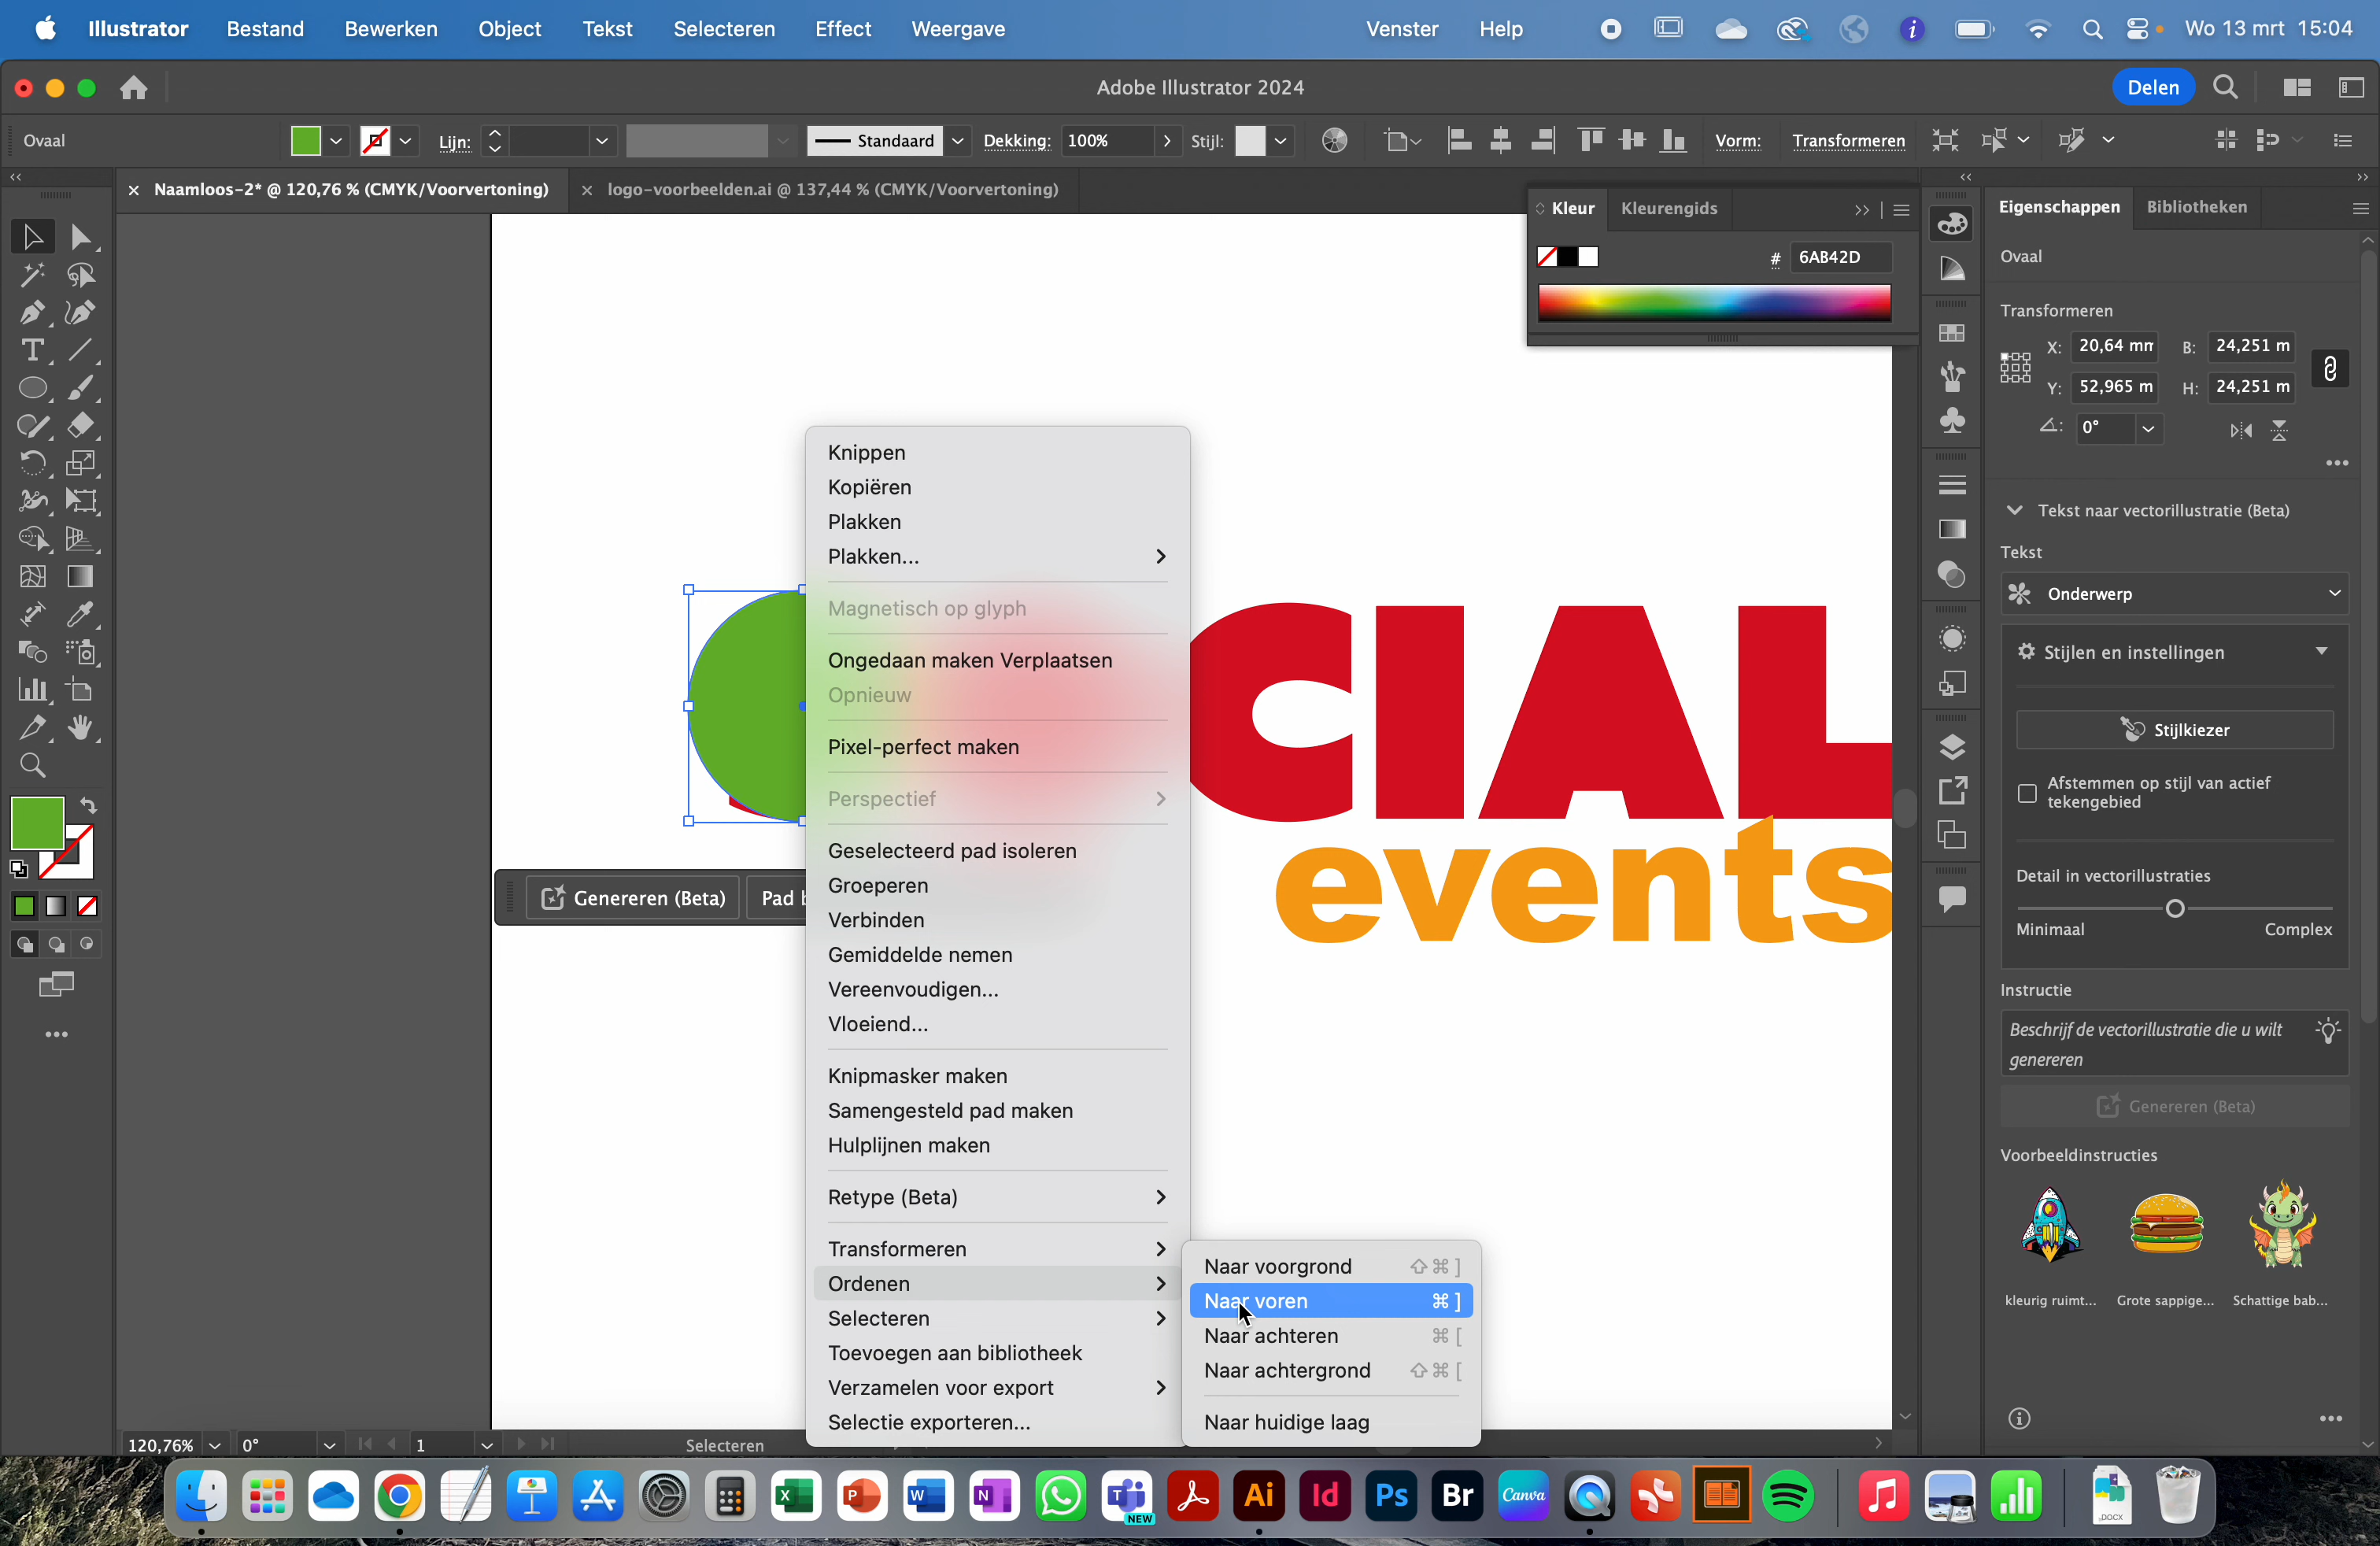 Illustrator Bestand Bewerken Object Tekst Selecteren Effect Weergave Venster Help Wo 13 mrt 15:04
Adobe Illustrator 2024 Delen
Ovaal Lijn: Standaard Dekking: 100% Stijl: Vorm: Transformeren
Naamloos-2* @ 120,76 % (CMYK/Voorvertoning) logo-voorbeelden.ai @ 137,44 % (CMYK/Voorvertoning)
Kleur Kleurengids
# 6AB42D
Eigenschappen Bibliotheken
Ovaal
Transformeren
X: 20,64 mm B: 24,251 m
Y: 52,965 m H: 24,251 m
0°
Tekst naar vectorillustratie (Beta)
Tekst
Onderwerp
Stijlen en instellingen
Stijlkiezer
Afstemmen op stijl van actief
tekengebied
Detail in vectorillustraties
Minimaal Complex
Instructie
Beschrijf de vectorillustratie die u wilt
genereren
Genereren (Beta)
Voorbeeldinstructies
kleurig ruimt... Grote sappige... Schattige bab...
Knippen
Kopiëren
Plakken
Plakken...
Magnetisch op glyph
Ongedaan maken Verplaatsen
Opnieuw
Pixel-perfect maken
Perspectief
Geselecteerd pad isoleren
Groeperen
Verbinden
Gemiddelde nemen
Vereenvoudigen...
Vloeiend...
Knipmasker maken
Samengesteld pad maken
Hulplijnen maken
Retype (Beta)
Transformeren
Ordenen
Selecteren
Toevoegen aan bibliotheek
Verzamelen voor export
Selectie exporteren...
Naar voorgrond ⇧⌘]
Naar voren ⌘]
Naar achteren ⌘[
Naar achtergrond ⇧⌘[
Naar huidige laag
CIAL
events
Genereren (Beta) Pad b
120,76% 0° 1 Selecteren
X P W N T NEW Ai Id Ps Br Canva DOCX